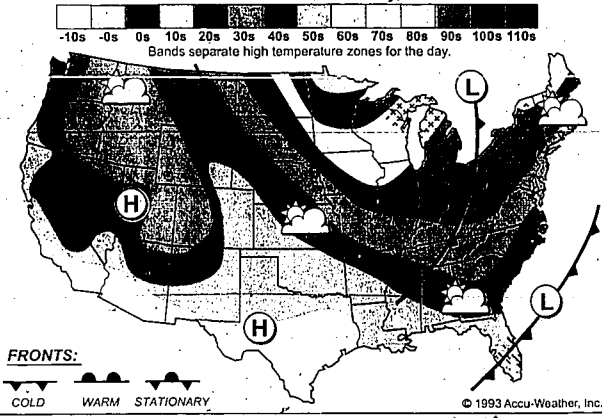 -10s -0s 0s 10s 20s 30s 40s 50s 60s 70s 80s 90s 100s 110s
Bands separate high temperature zones for the day.
L
H
L
H
FRONTS:
COLD WARM STATIONARY
© 1993 Accu-Weather, Inc.